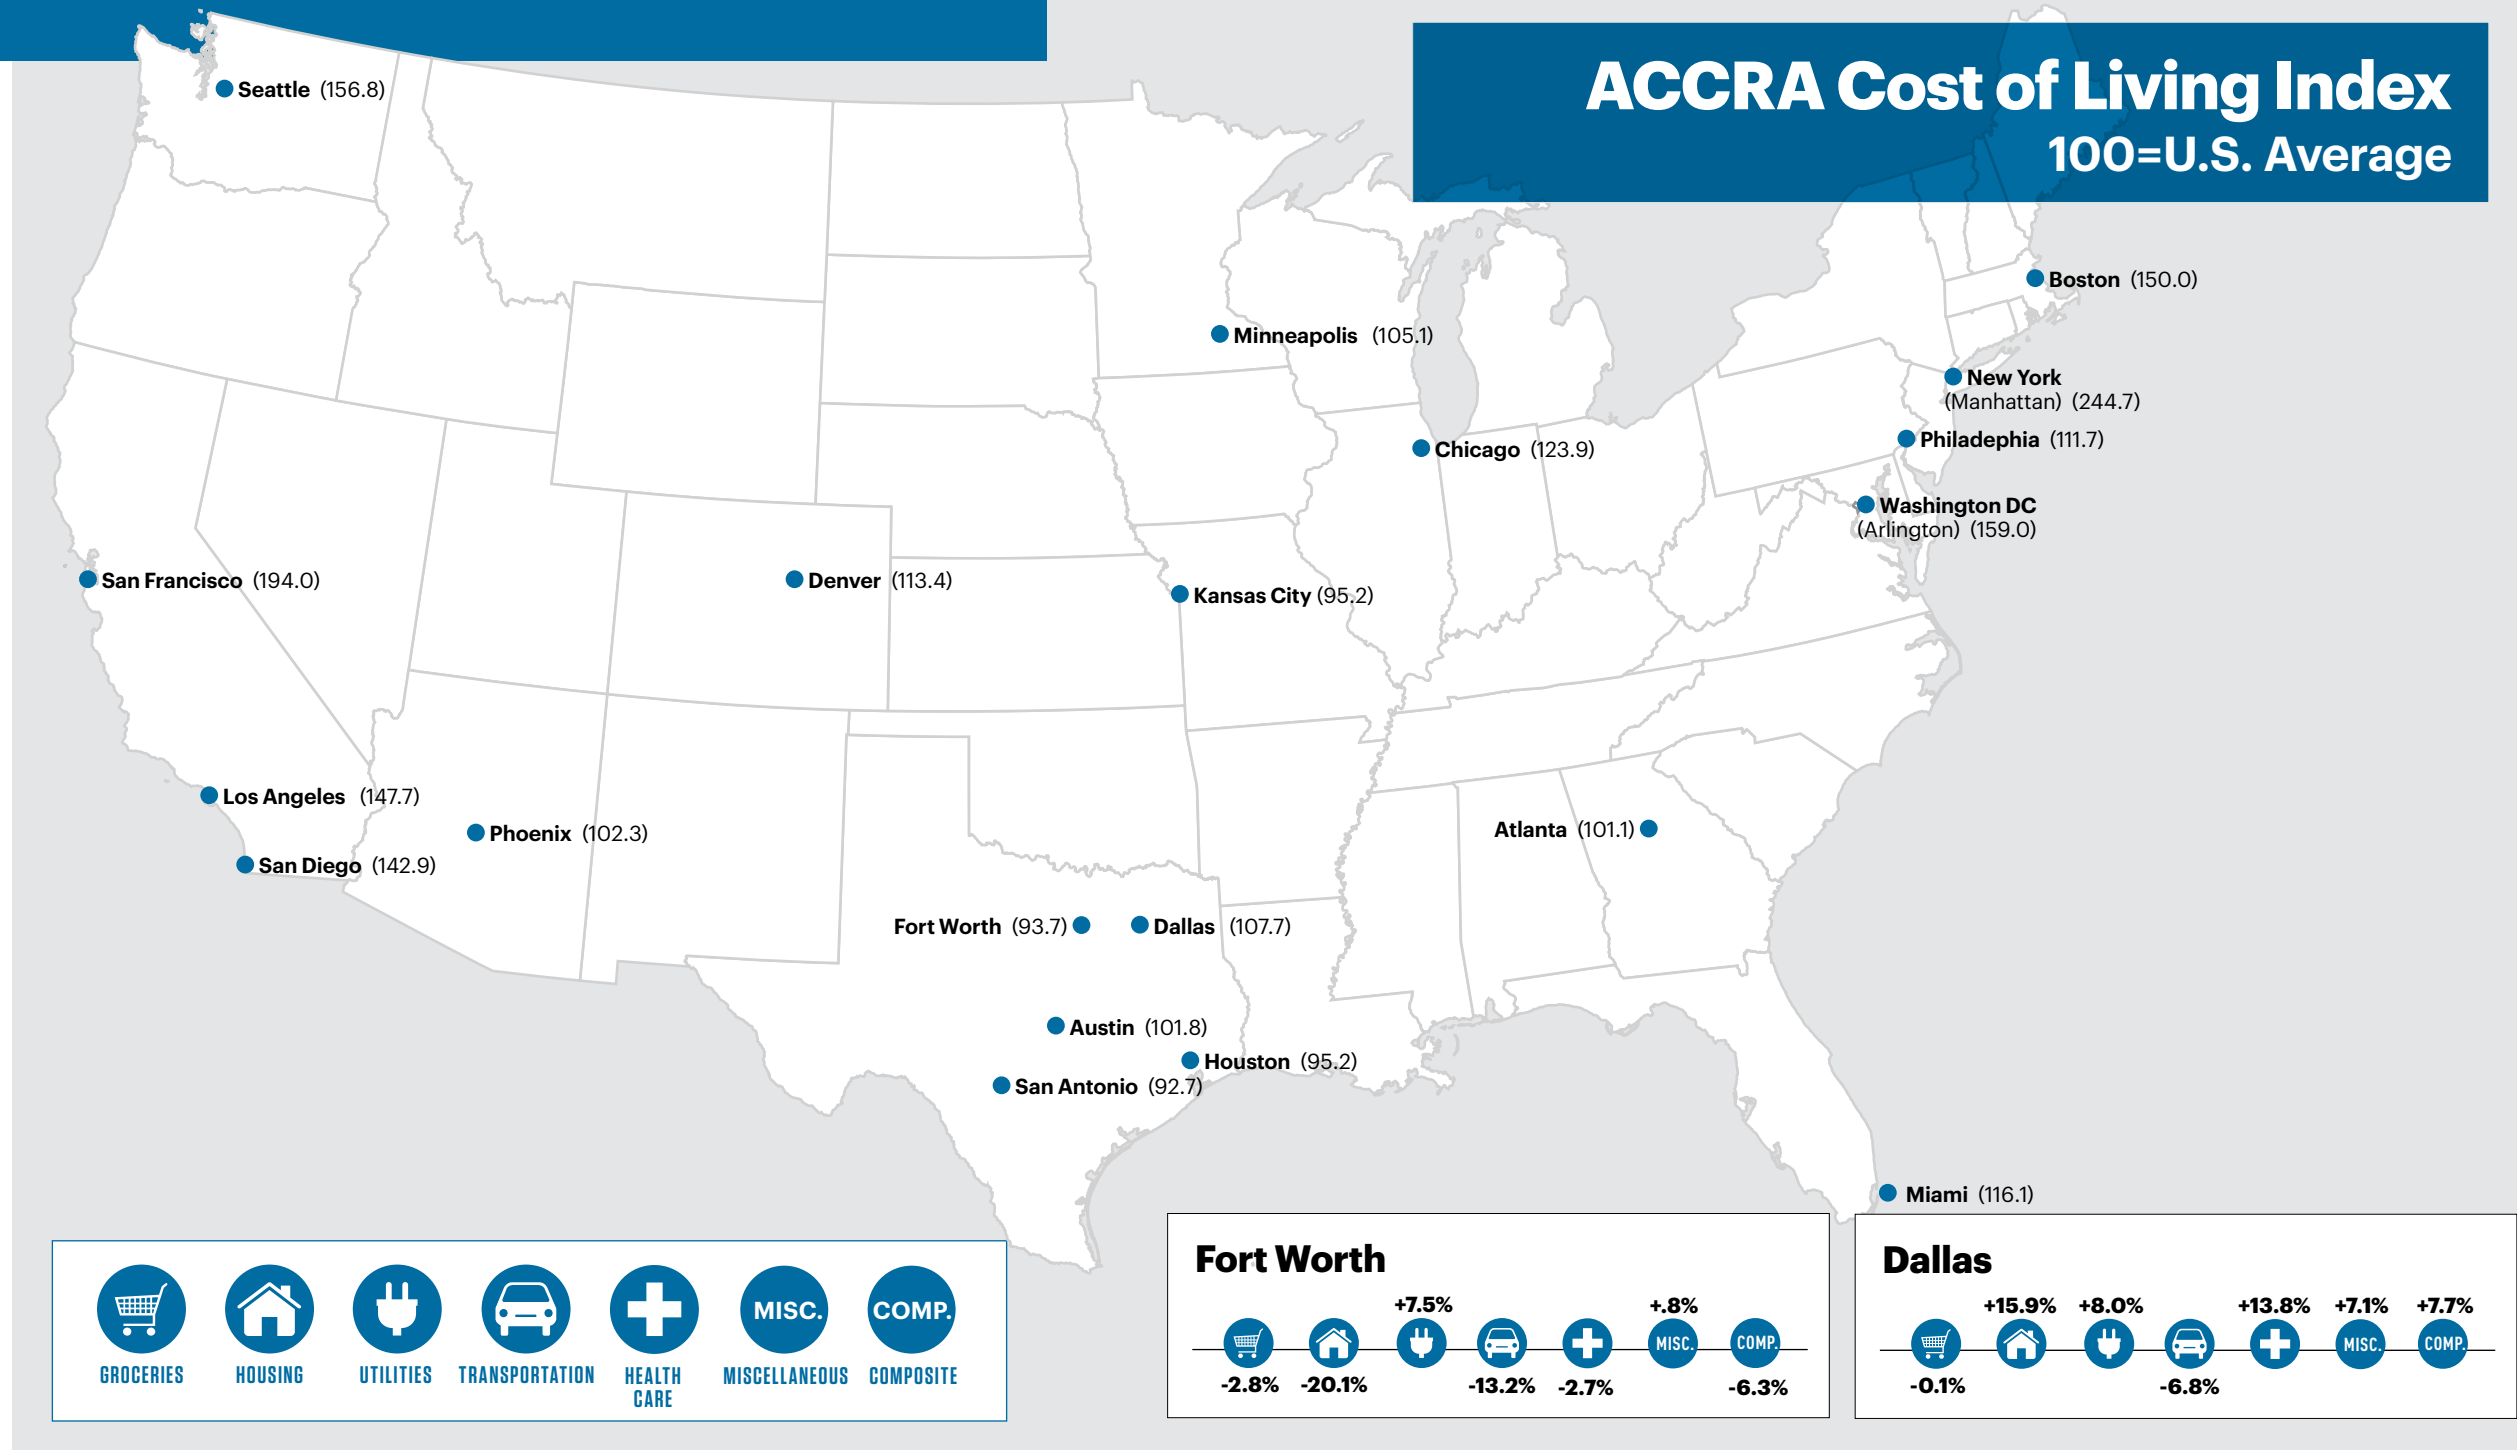 ACCRA Cost of Living Index
100=U.S. Average
Seattle (156.8)
Boston (150.0)
Minneapolis (105.1)
New York
(Manhattan) (244.7)
Philadephia (111.7)
Chicago (123.9)
Washington DC
(Arlington) (159.0)
San Francisco (194.0)
Denver (113.4)
Kansas City (95.2)
Los Angeles (147.7)
Phoenix (102.3)
Atlanta (101.1)
San Diego (142.9)
Fort Worth (93.7)
Dallas (107.7)
Austin (101.8)
Houston (95.2)
San Antonio (92.7)
Miami (116.1)
MISC.
COMP.
GROCERIES
HOUSING
UTILITIES
TRANSPORTATION
HEALTH
CARE
MISCELLANEOUS
COMPOSITE
Fort Worth
+7.5%
+.8%
MISC.
COMP.
-2.8%
-20.1%
-13.2%
-2.7%
-6.3%
Dallas
+15.9%
+8.0%
+13.8%
+7.1%
+7.7%
MISC.
COMP.
-0.1%
-6.8%